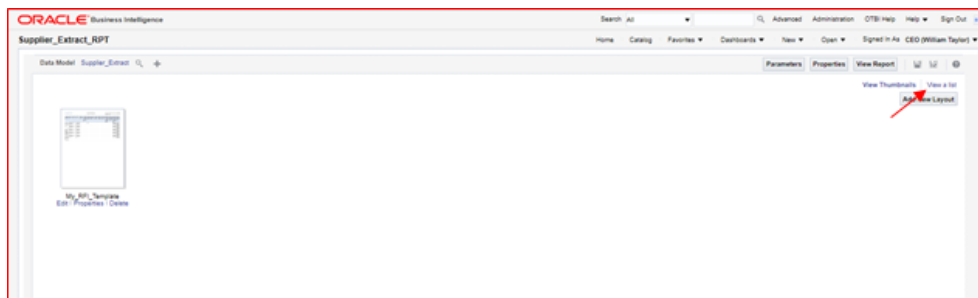 ORACLE Business Intelligence Search All Advanced Administration OTBI Help Help Sign Out
Supplier_Extract_RPT Home Catalog Favorites Dashboards New Open Signed In As CEO (William Taylor)
Data Model Supplier_Extract Parameters Properties View Report
View Thumbnails View a list
Add New Layout
My_RPI_Template
Edit Properties Delete